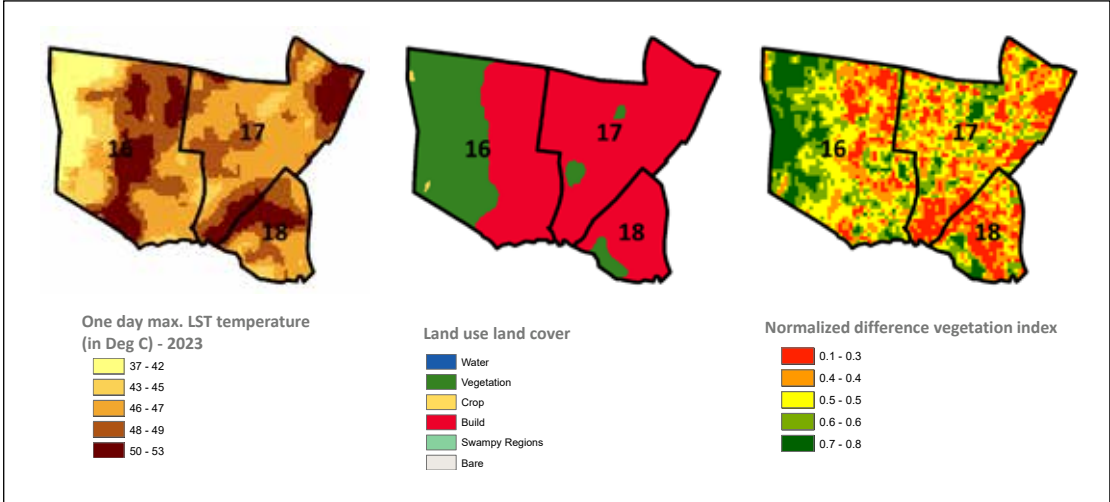 16
17
18
16
17
18
16
17
18
One day max. LST temperature
(in Deg C) - 2023
37 - 42
43 - 45
46 - 47
48 - 49
50 - 53
Land use land cover
Water
Vegetation
Crop
Build
Swampy Regions
Bare
Normalized difference vegetation index
0.1 - 0.3
0.4 - 0.4
0.5 - 0.5
0.6 - 0.6
0.7 - 0.8